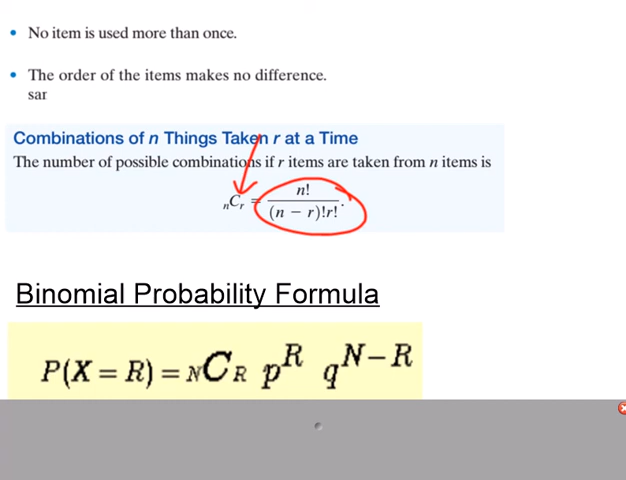 • No item is used more than once.
• The order of the items makes no difference.
sar
Combinations of n Things Taken r at a Time
The number of possible combinations if r items are taken from n items is
ₙCᵣ = n! / (n − r)!r! .
Binomial Probability Formula
P(X = R) = NCR p^R q^(N−R)